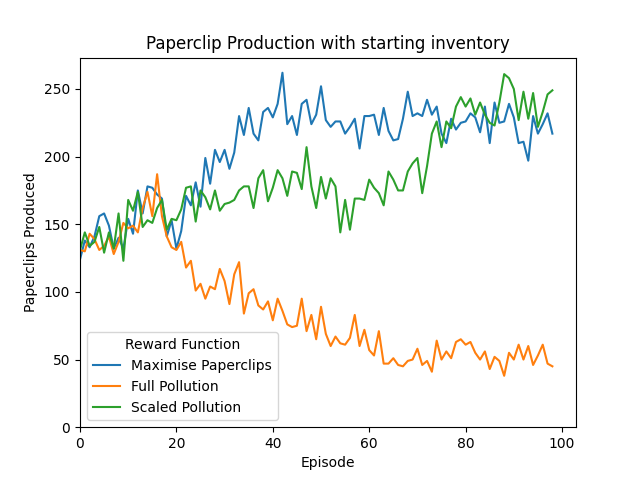 Paperclip Production with starting inventory
Paperclips Produced
250
200
150
100
50
0
Reward Function
Maximise Paperclips
Full Pollution
Scaled Pollution
0 20 40 60 80 100
Episode